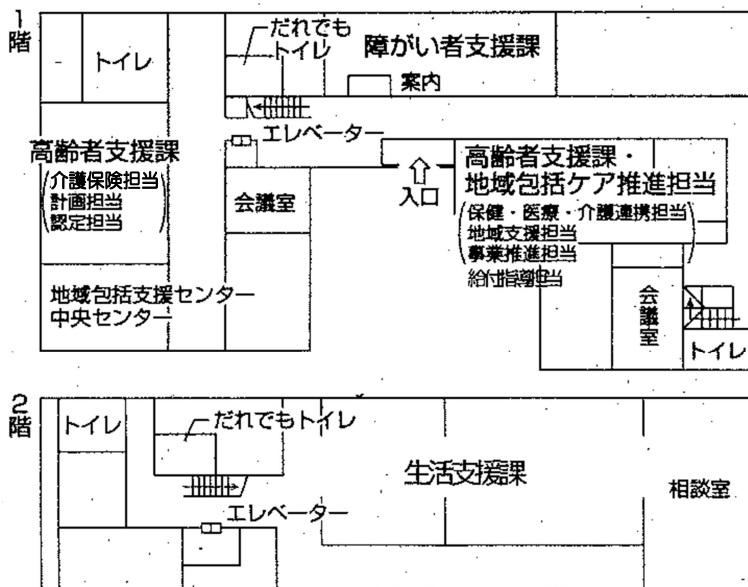 1階
トイレ
だれでも
トイレ
障がい者支援課
案内
エレベーター
高齢者支援課
(介護保険担当
計画担当
認定担当)
会議室
入口
高齢者支援課・
地域包括ケア推進担当
(保健・医療・介護連携担当
地域支援担当
事業推進担当)
給付指導担当
地域包括支援センター
中央センター
会議室
トイレ
2階
トイレ
だれでもトイレ
生活支援課
相談室
エレベーター